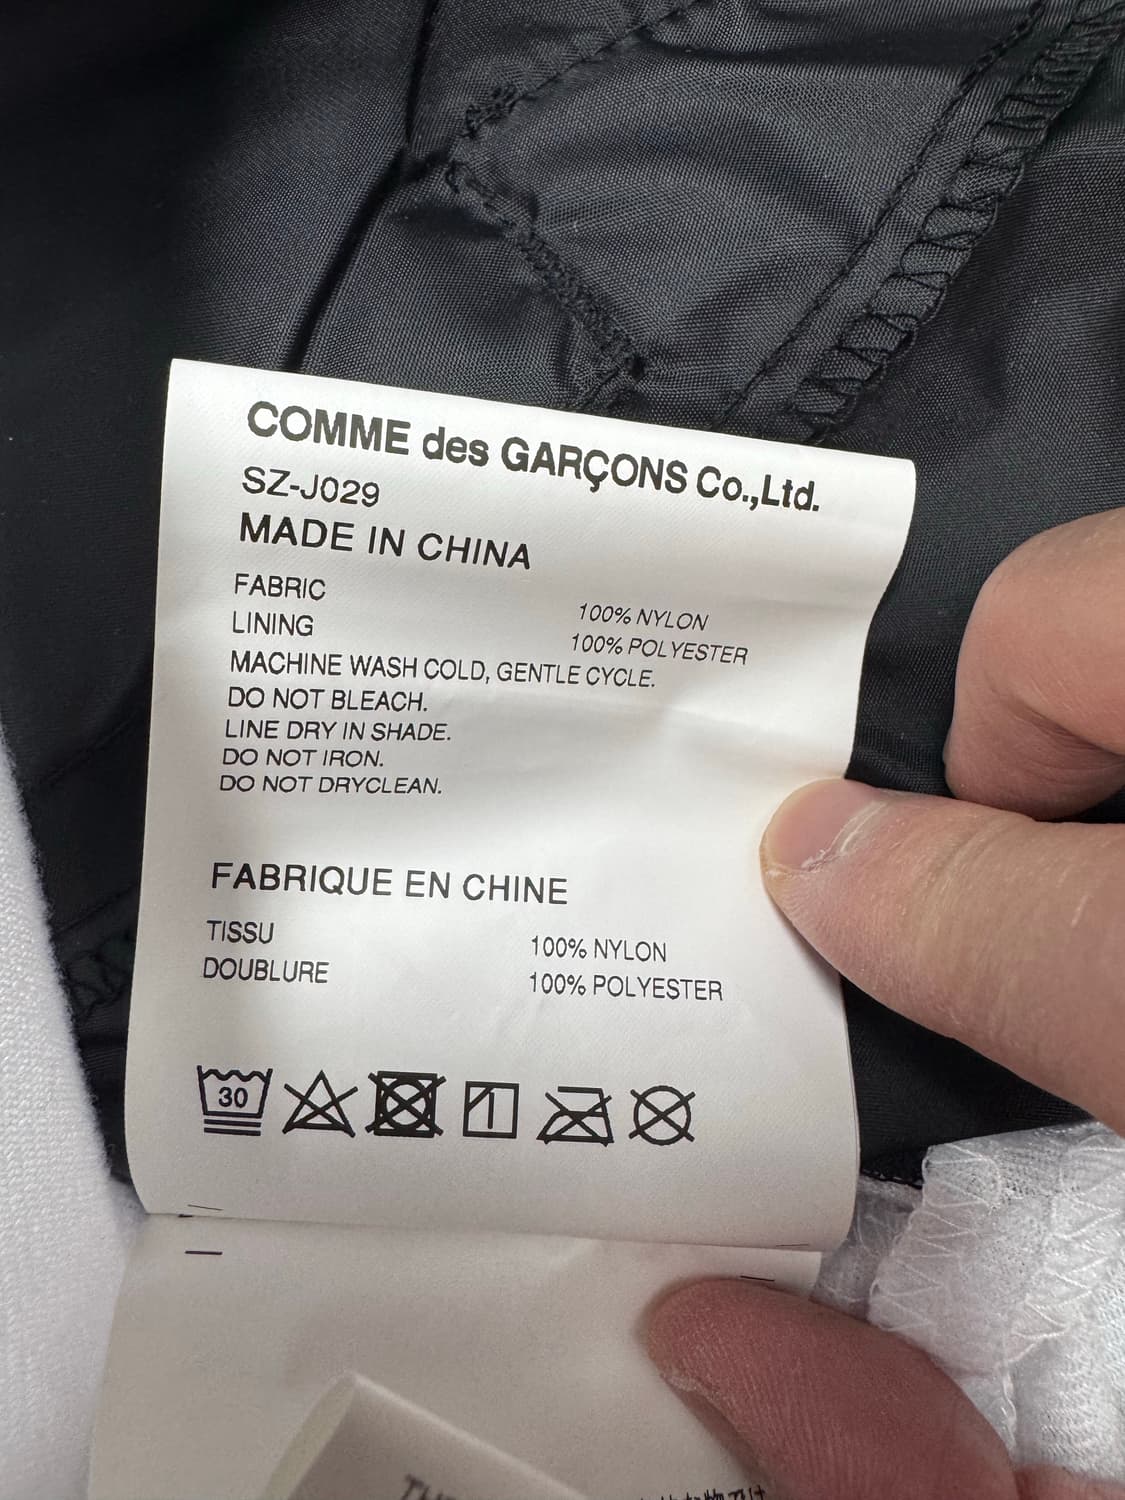 COMME des GARÇONS Co.,Ltd.
SZ-J029
MADE IN CHINA
FABRIC 100% NYLON
LINING 100% POLYESTER
MACHINE WASH COLD, GENTLE CYCLE.
DO NOT BLEACH.
LINE DRY IN SHADE.
DO NOT IRON.
DO NOT DRYCLEAN.
FABRIQUE EN CHINE
TISSU 100% NYLON
DOUBLURE 100% POLYESTER
30